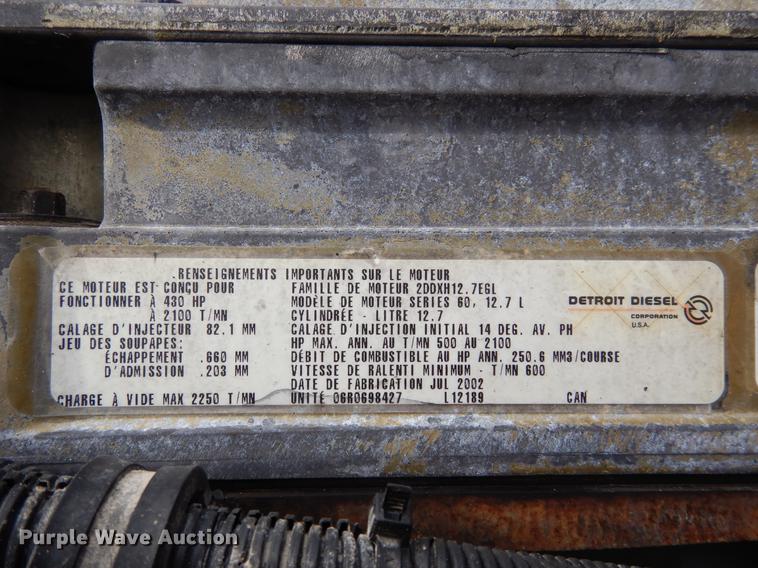 .RENSEIGNEMENTS IMPORTANTS SUR LE MOTEUR
CE MOTEUR EST CONÇU POUR
FONCTIONNER À 430 HP
À 2100 T/MN
CALAGE D'INJECTEUR 82.1 MM
JEU DES SOUPAPES:
ÉCHAPPEMENT .660 MM
D'ADMISSION .203 MM
CHARGE À VIDE MAX 2250 T/MN
FAMILLE DE MOTEUR 2DDXH12.7EGL
MODÈLE DE MOTEUR SERIES 60, 12.7 L
CYLINDRÉE - LITRE 12.7
CALAGE D'INJECTION INITIAL 14 DEG. AV. PH
HP MAX. ANN. AU T/MN 500 AU 2100
DÉBIT DE COMBUSTIBLE AU HP ANN. 250.6 MM3/COURSE
VITESSE DE RALENTI MINIMUM - T/MN 600
DATE DE FABRICATION JUL 2002
UNITÉ 06R0698427 L12189 CAN
DETROIT DIESEL
CORPORATION
U.S.A.
Purple Wave Auction